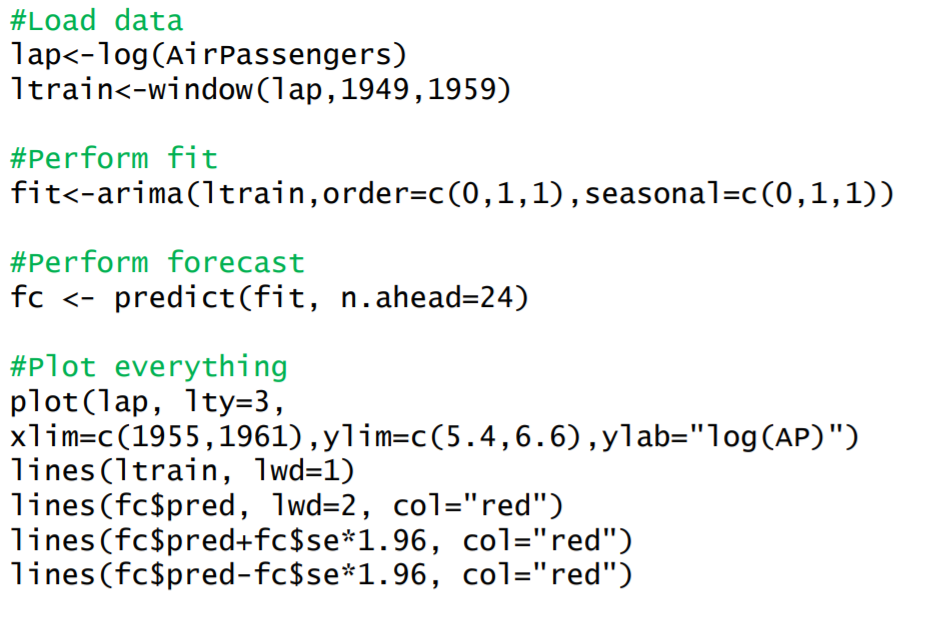 #Load data
lap<-log(AirPassengers)
ltrain<-window(lap,1949,1959)
#Perform fit
fit<-arima(ltrain,order=c(0,1,1),seasonal=c(0,1,1))
#Perform forecast
fc <- predict(fit, n.ahead=24)
#Plot everything
plot(lap, lty=3,
xlim=c(1955,1961),ylim=c(5.4,6.6),ylab="log(AP)")
lines(ltrain, lwd=1)
lines(fc$pred, lwd=2, col="red")
lines(fc$pred+fc$se*1.96, col="red")
lines(fc$pred-fc$se*1.96, col="red")